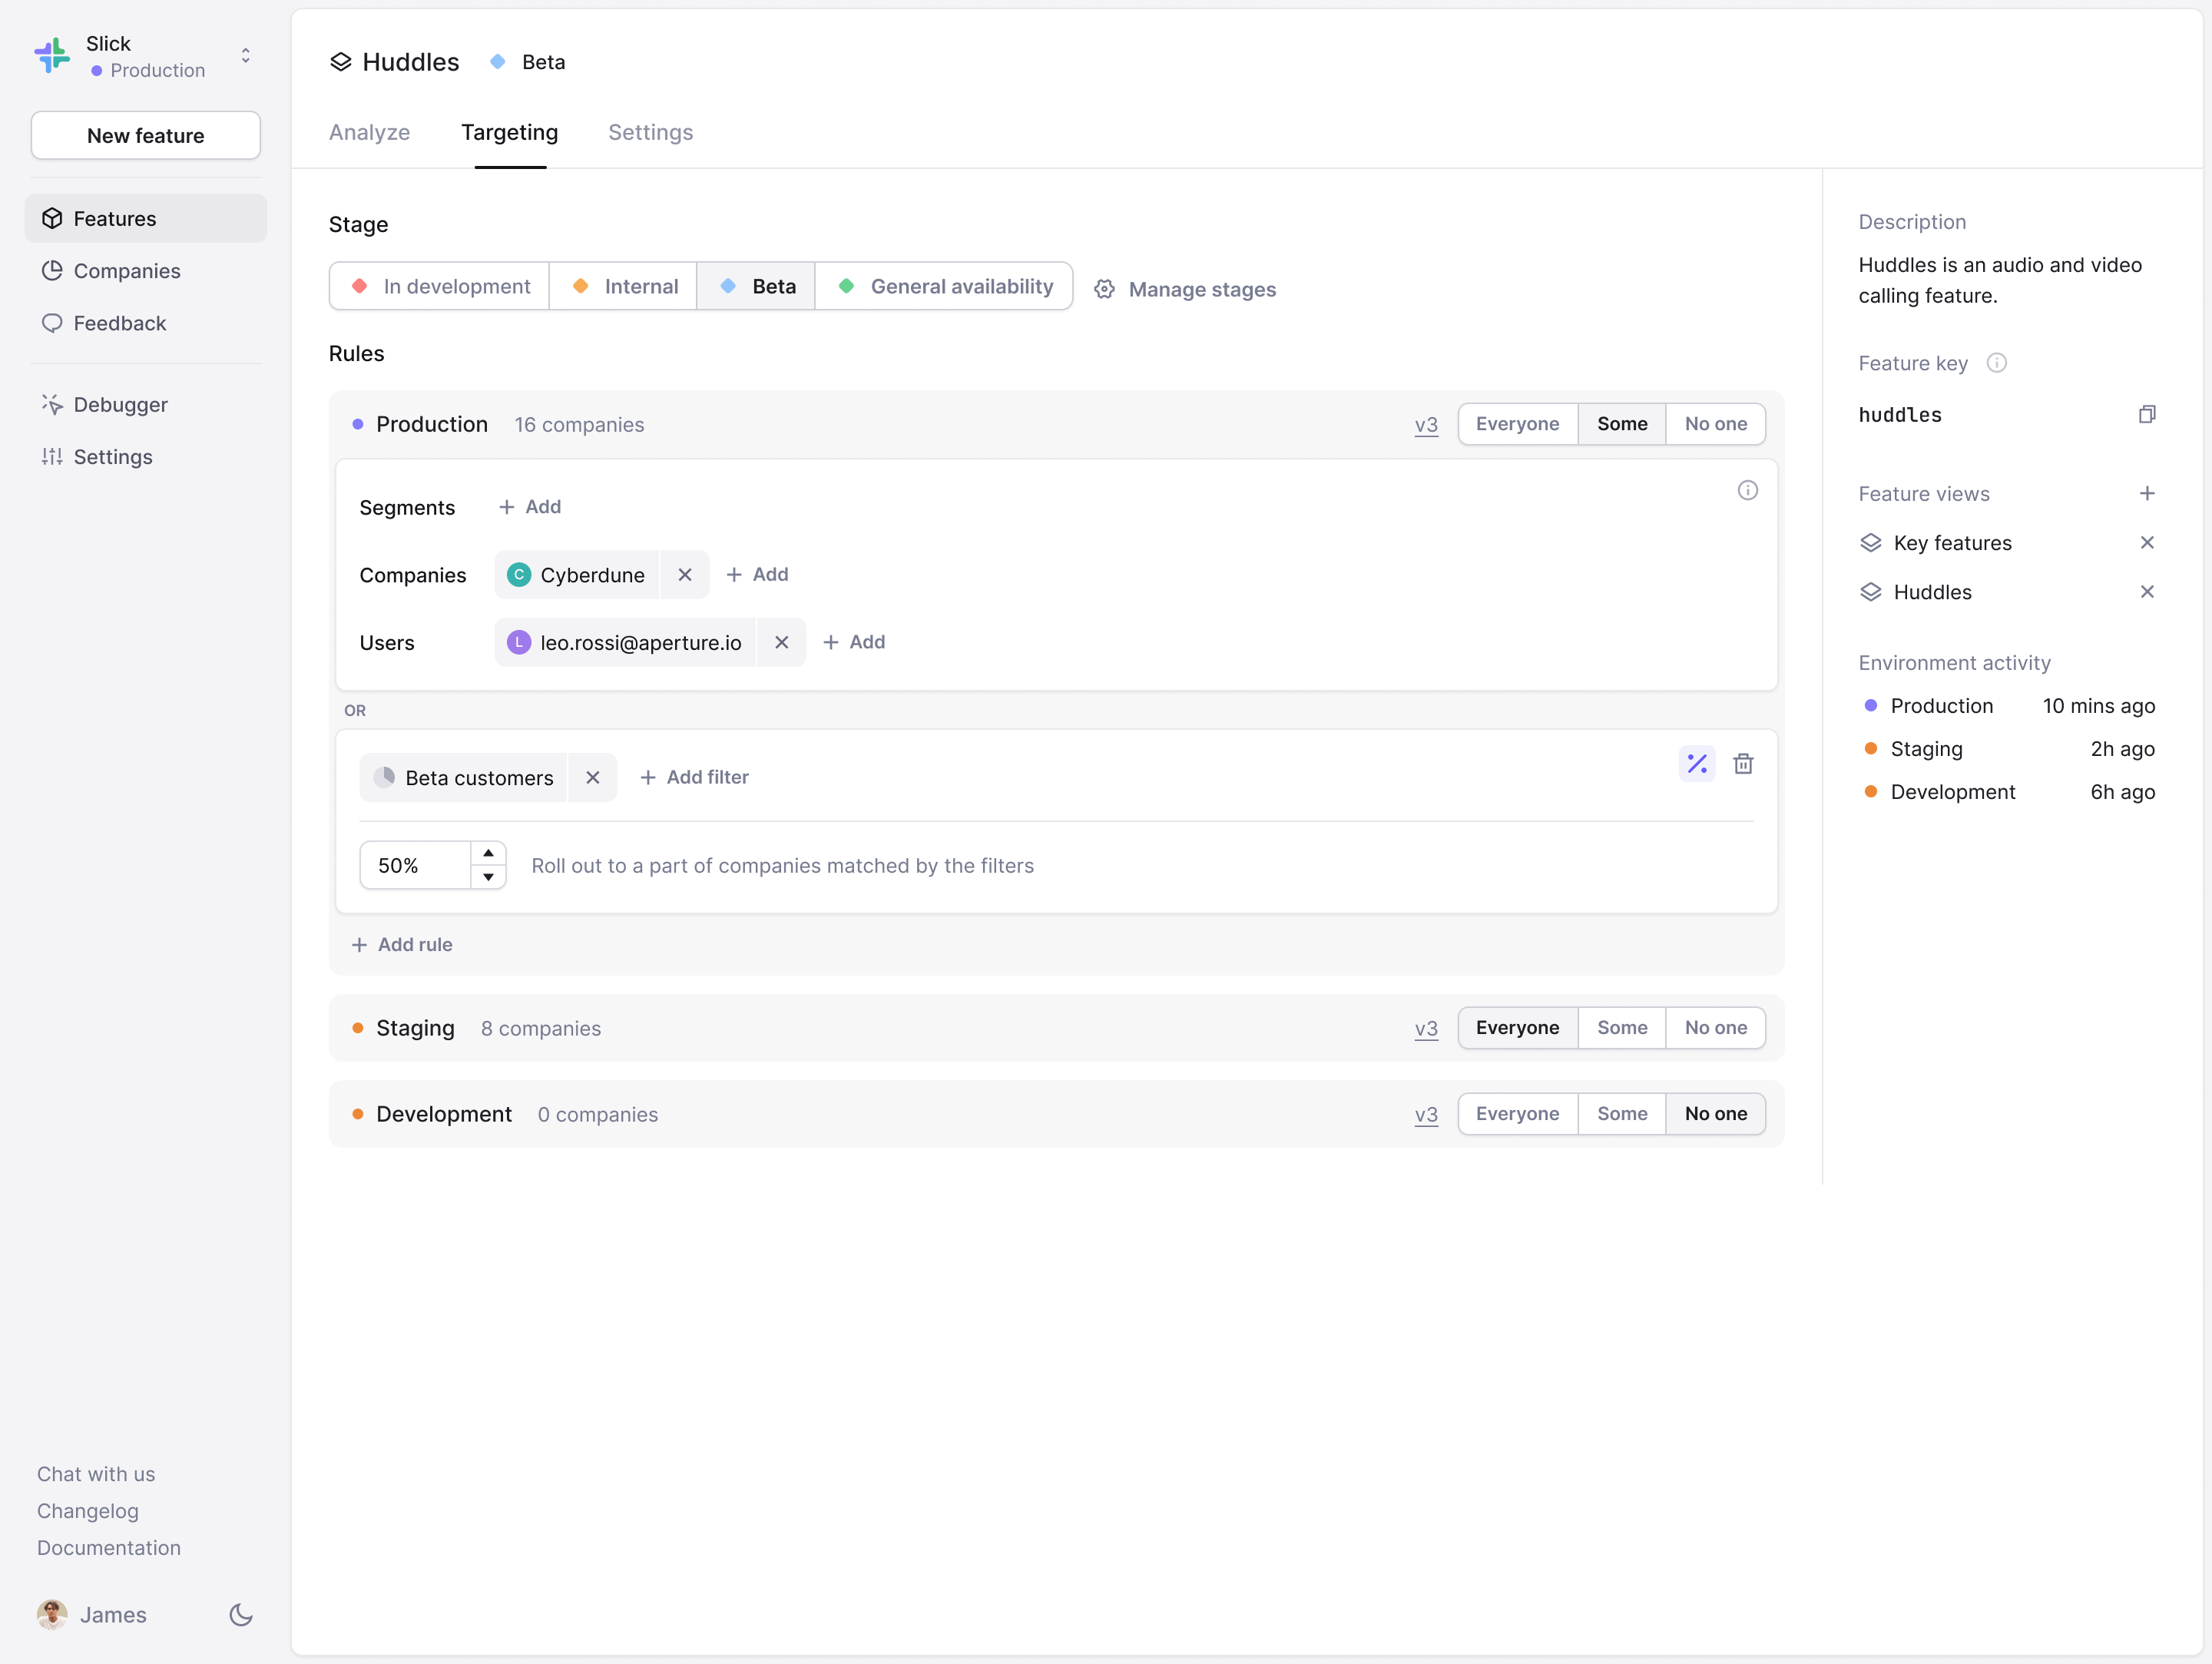 Slick
Production
New feature
Features
Companies
Feedback
Debugger
Settings
Chat with us
Changelog
Documentation
James
Huddles Beta
Analyze Targeting Settings
Stage
In development Internal Beta General availability Manage stages
Rules
Production 16 companies v3 Everyone Some No one
Segments Add
Companies C Cyberdune Add
Users L leo.rossi@aperture.io Add
OR
Beta customers Add filter
50% Roll out to a part of companies matched by the filters
Add rule
Staging 8 companies v3 Everyone Some No one
Development 0 companies v3 Everyone Some No one
Description
Huddles is an audio and video
calling feature.
Feature key
huddles
Feature views
Key features
Huddles
Environment activity
Production 10 mins ago
Staging 2h ago
Development 6h ago